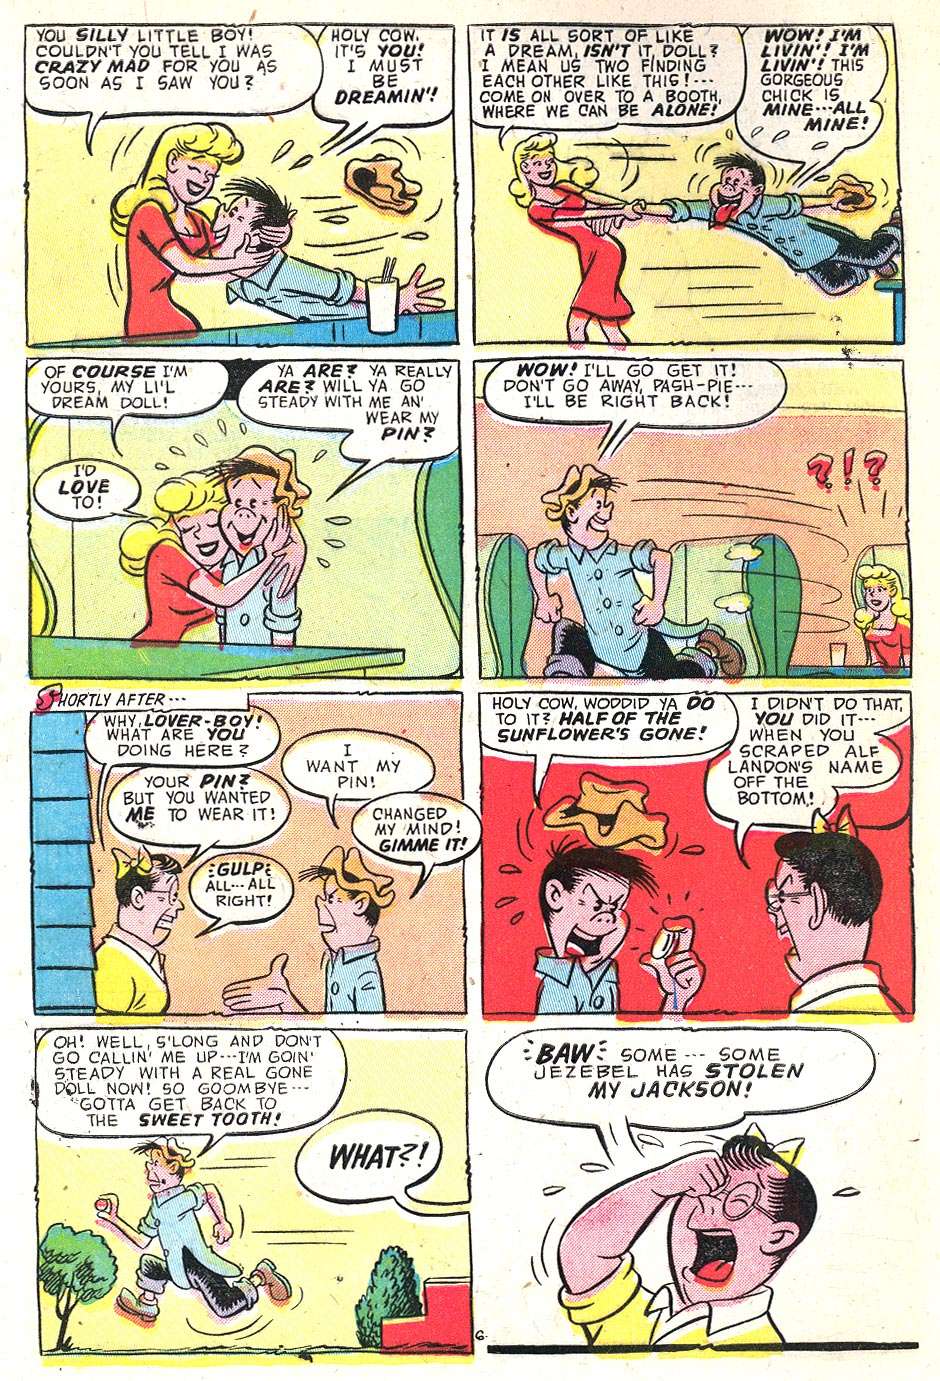 YOU SILLY LITTLE BOY!
COULDN'T YOU TELL I WAS
CRAZY MAD FOR YOU AS
SOON AS I SAW YOU?
HOLY COW.
IT'S YOU!
I MUST
BE
DREAMIN'!
IT IS ALL SORT OF LIKE
A DREAM, ISN'T IT, DOLL?
I MEAN US TWO FINDING
EACH OTHER LIKE THIS!---
COME ON OVER TO A BOOTH,
WHERE WE CAN BE ALONE!
WOW! I'M
LIVIN'! I'M
LIVIN'! THIS
GORGEOUS
CHICK IS
MINE---ALL
MINE!
OF COURSE I'M
YOURS, MY LI'L
DREAM DOLL!
I'D
LOVE
TO!
YA ARE? YA REALLY
ARE? WILL YA GO
STEADY WITH ME AN'
WEAR MY
PIN?
WOW! I'LL GO GET IT!
DON'T GO AWAY, PASH-PIE---
I'LL BE RIGHT BACK!
?!?
SHORTLY AFTER---
WHY, LOVER-BOY!
WHAT ARE YOU
DOING HERE?
I
WANT MY
PIN!
YOUR PIN?
BUT YOU WANTED
ME TO WEAR IT!
CHANGED
MY MIND!
GIMME IT!
GULP!
ALL---ALL
RIGHT!
HOLY COW, WODDID YA DO
TO IT? HALF OF THE
SUNFLOWER'S GONE!
I DIDN'T DO THAT,
YOU DID IT---
WHEN YOU
SCRAPED ALF
LANDON'S NAME
OFF THE
BOTTOM!
OH! WELL, S'LONG AND DON'T
GO CALLIN' ME UP---I'M GOIN'
STEADY WITH A REAL GONE
DOLL NOW! SO GOOMBYE---
GOTTA GET BACK TO
THE SWEET TOOTH!
WHAT?!
BAW! SOME --- SOME
JEZEBEL HAS STOLEN
MY JACKSON!
6